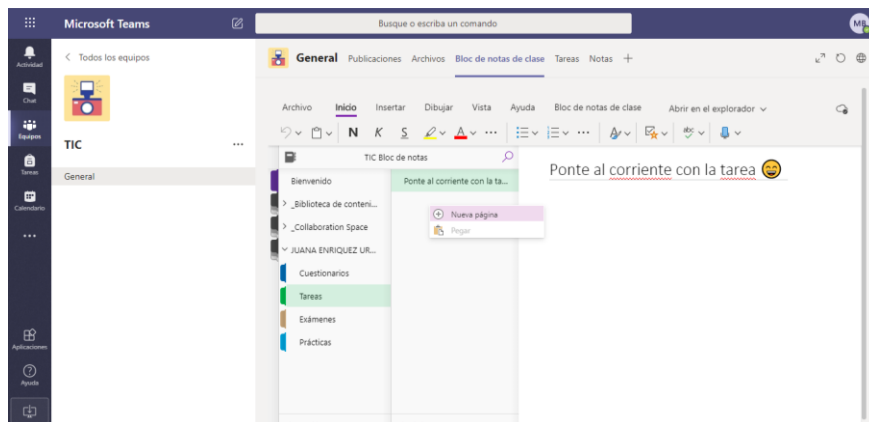 Microsoft Teams
Busque o escriba un comando
MB
Actividad
Chat
Equipos
Tareas
Calendario
Aplicaciones
Ayuda
Todos los equipos
TIC
General
General Publicaciones Archivos Bloc de notas de clase Tareas Notas
Archivo Inicio Insertar Dibujar Vista Ayuda Bloc de notas de clase Abrir en el explorador
N K S A abc
TIC Bloc de notas
Bienvenido
_Biblioteca de conteni...
_Collaboration Space
JUANA ENRIQUEZ UR...
Cuestionarios
Tareas
Exámenes
Prácticas
Ponte al corriente con la ta...
Nueva página
Pegar
Ponte al corriente con la tarea 😄